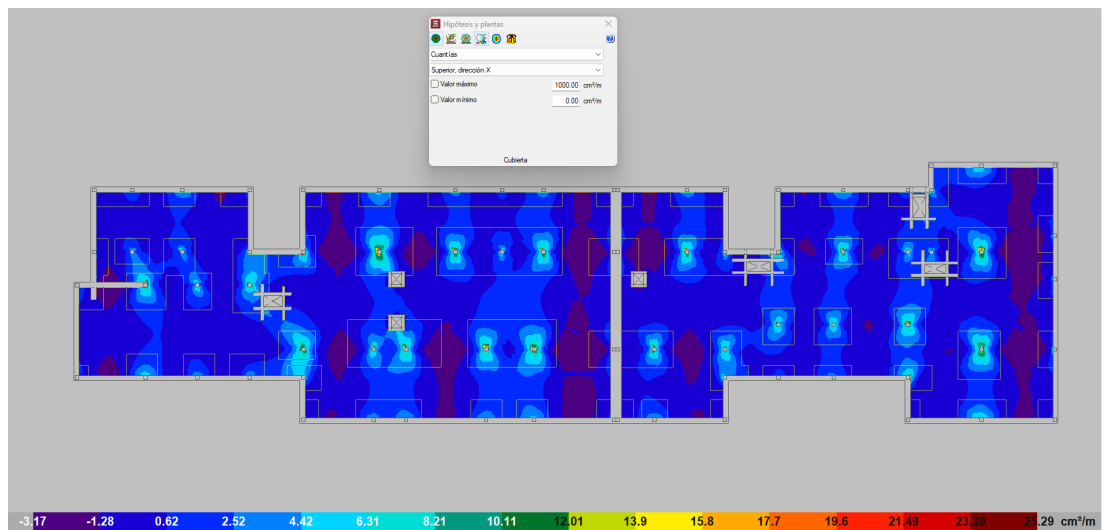 Hipótesis y plantas
Cuantías
Superior, dirección X
Valor máximo 1000.00 cm²/m
Valor mínimo 0.00 cm²/m
Cubierta
-3.17 -1.28 0.62 2.52 4.42 6.31 8.21 10.11 12.01 13.9 15.8 17.7 19.6 21.49 23.39 25.29 cm²/m